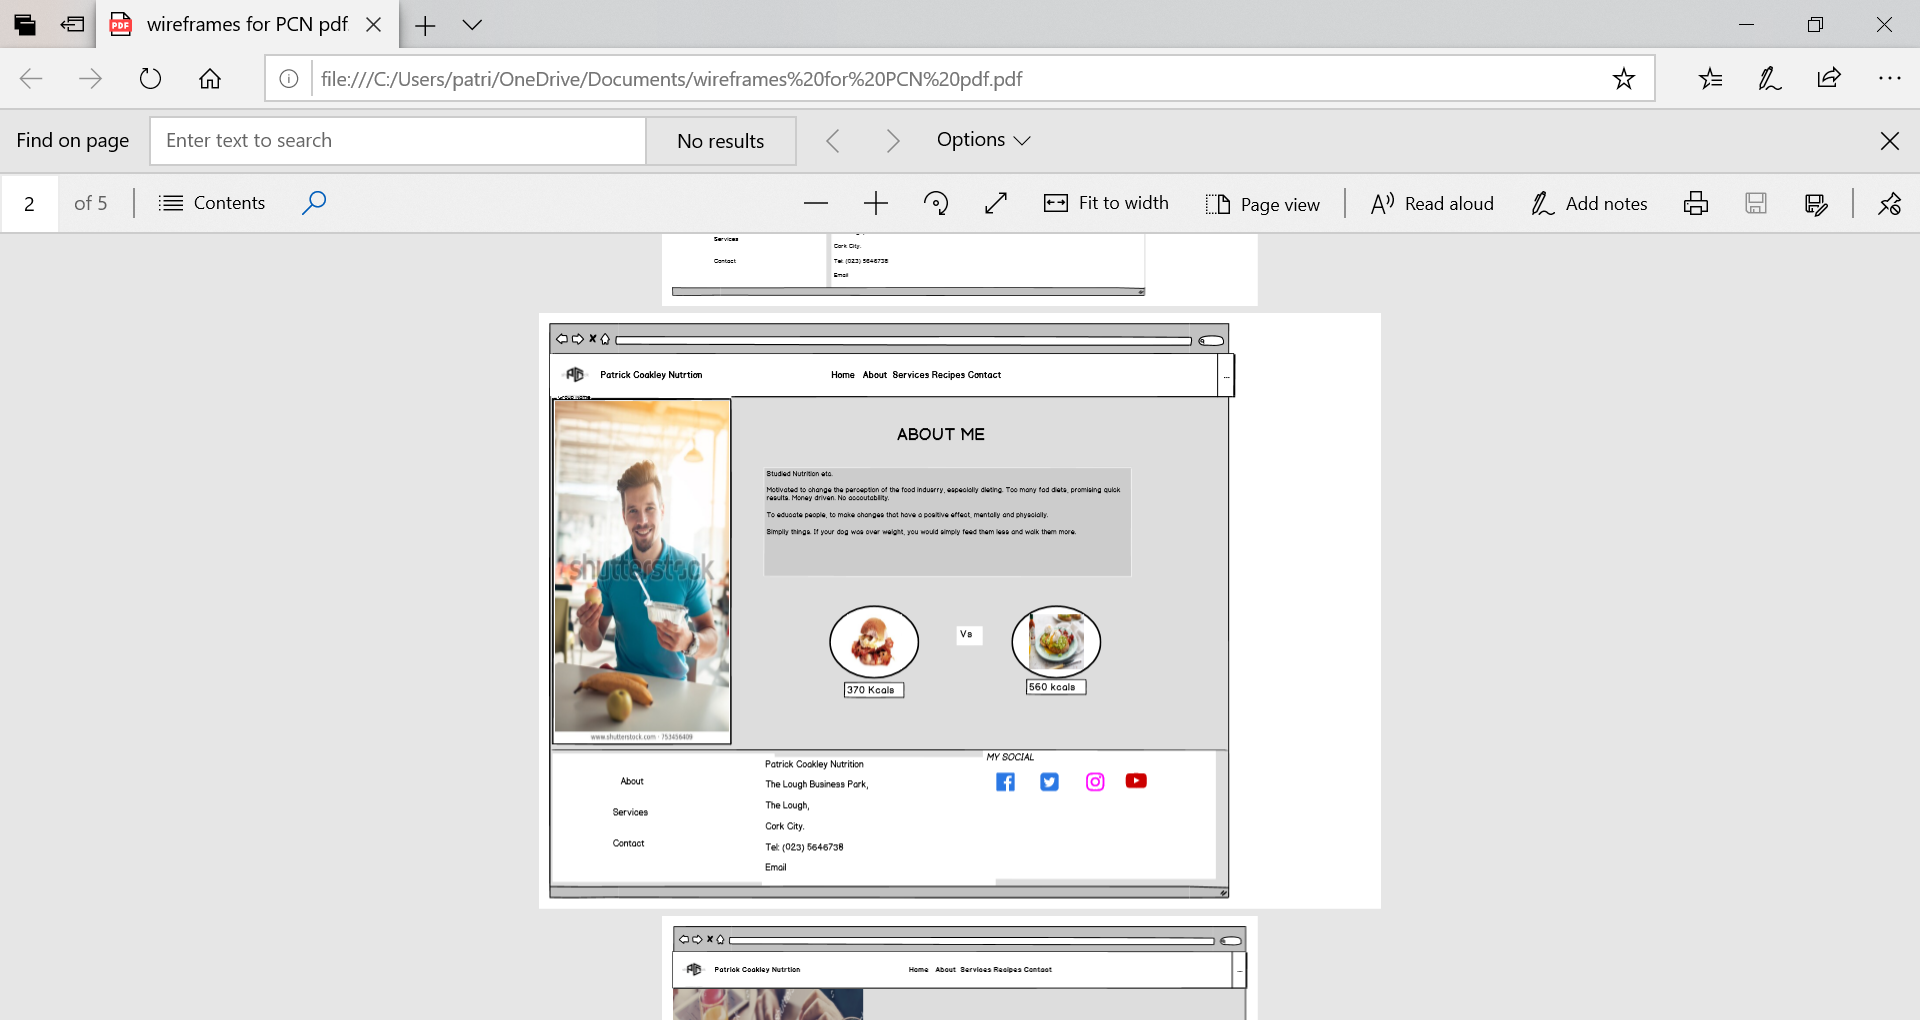 wireframes for PCN pdf
file:///C:/Users/patri/OneDrive/Documents/wireframes%20for%20PCN%20pdf.pdf
Find on page
Enter text to search
No results
Options
2 of 5
Contents
Fit to width
Page view
Read aloud
Add notes
Services
Contact
Cork City.
Tel: (023) 5646738
Email
Patrick Coakley Nutrtion
Home About Services Recipes Contact
...
ABOUT ME
Studied Nutrition etc.
Motivated to change the perception of the food indusrry, especially dieting. Too many fad diets, promising quick
results. Money driven. No accoutability.
To educate people, to make changes that have a positive effect, mentally and physcially.
Simplly things. If your dog was over weight, you would simply feed them less and walk them more.
shutterstock
www.shutterstock.com · 753456409
Vs
370 Kcals
560 kcals
About
Services
Contact
Patrick Coakley Nutrition
The Lough Business Park,
The Lough,
Cork City.
Tel: (023) 5646738
Email
MY SOCIAL
Patrick Coakley Nutrtion
Home About Services Recipes Contact
...